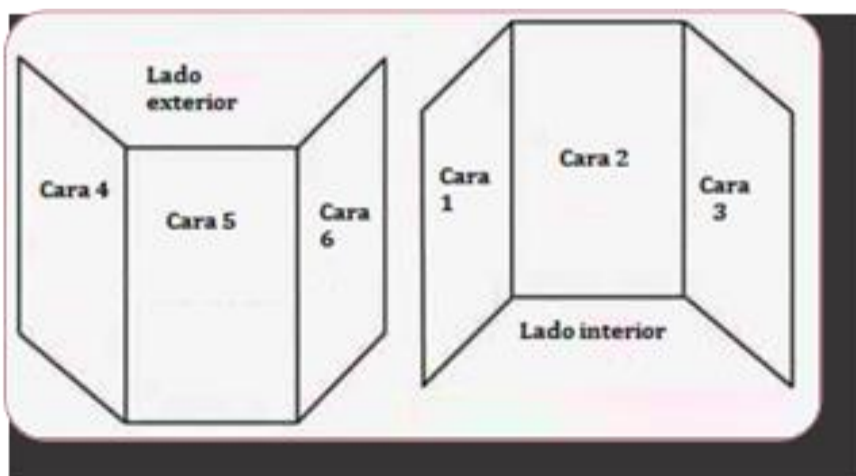 Lado
exterior
Cara 4
Cara 5
Cara
6
Cara
1
Cara 2
Cara
3
Lado interior